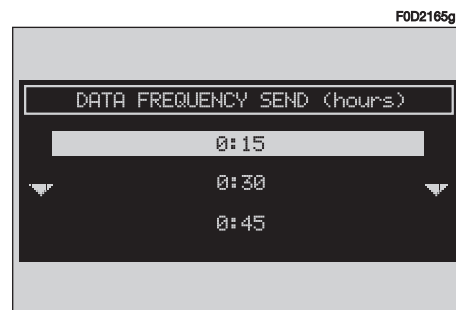 F0D2165g
DATA FREQUENCY SEND (hours)
0:15
0:30
0:45